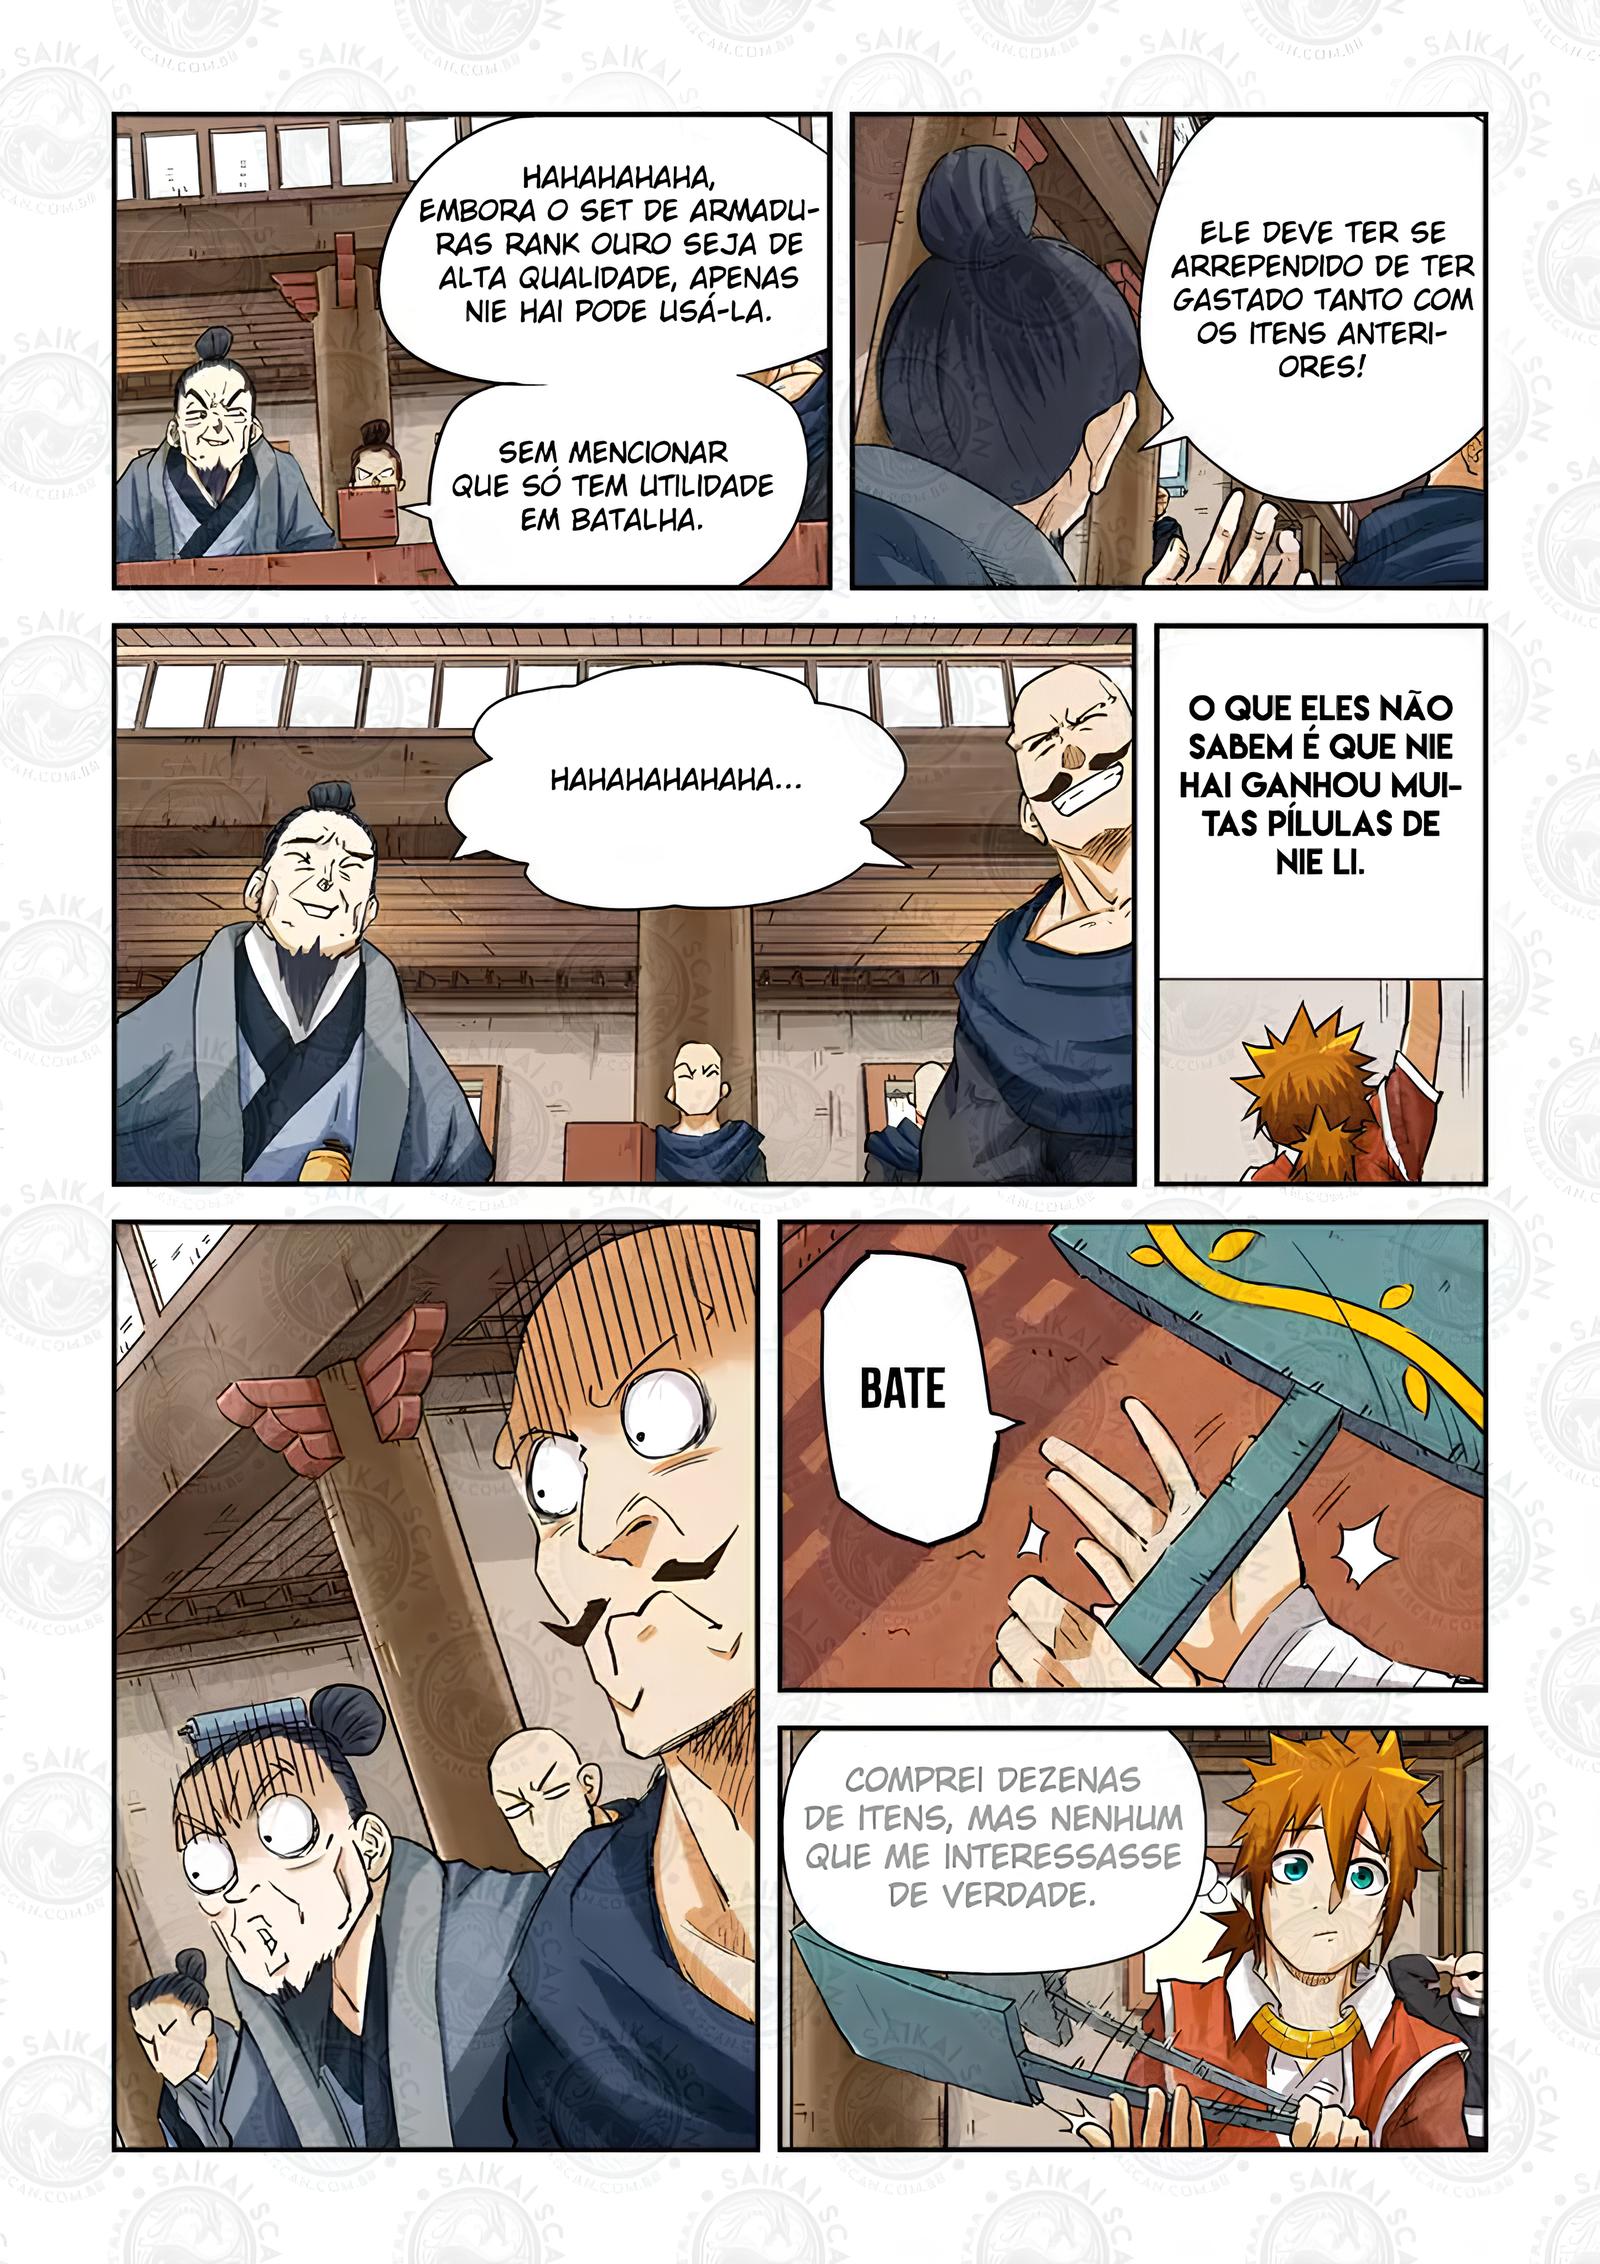 HAHAHAHAHA,
EMBORA O SET DE ARMADU-
RAS RANK OURO SEJA DE
ALTA QUALIDADE, APENAS
NIE HAI PODE USÁ-LA.
SEM MENCIONAR
QUE SÓ TEM UTILIDADE
EM BATALHA.
ELE DEVE TER SE
ARREPENDIDO DE TER
GASTADO TANTO COM
OS ITENS ANTERI-
ORES!
HAHAHAHAHAHA...
O QUE ELES NÃO
SABEM É QUE NIE
HAI GANHOU MUI-
TAS PÍLULAS DE
NIE LI.
BATE
COMPREI DEZENAS
DE ITENS, MAS NENHUM
QUE ME INTERESSASSE
DE VERDADE.
SAIKAI SCAN